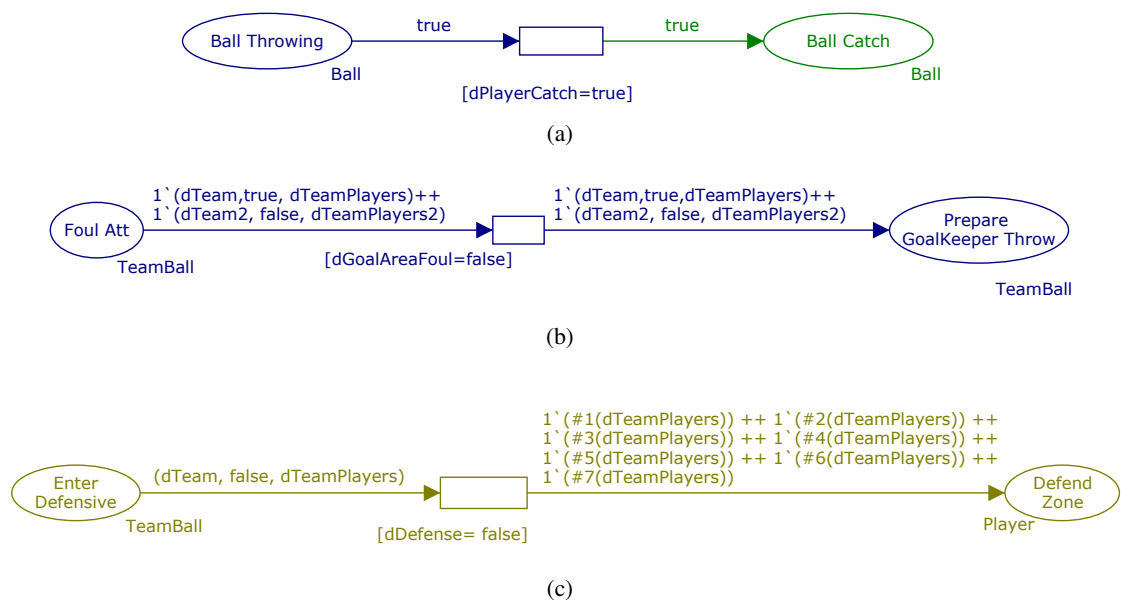 true
true
Ball Throwing
Ball Catch
Ball
Ball
[dPlayerCatch=true]
(a)
1`(dTeam,true, dTeamPlayers)++
1`(dTeam2, false, dTeamPlayers2)
1`(dTeam,true,dTeamPlayers)++
1`(dTeam2, false, dTeamPlayers2)
Foul Att
Prepare
GoalKeeper Throw
TeamBall
[dGoalAreaFoul=false]
TeamBall
(b)
1`(#1(dTeamPlayers)) ++ 1`(#2(dTeamPlayers)) ++
1`(#3(dTeamPlayers)) ++ 1`(#4(dTeamPlayers)) ++
1`(#5(dTeamPlayers)) ++ 1`(#6(dTeamPlayers)) ++
1`(#7(dTeamPlayers))
(dTeam, false, dTeamPlayers)
Enter
Defensive
Defend
Zone
TeamBall
Player
[dDefense= false]
(c)